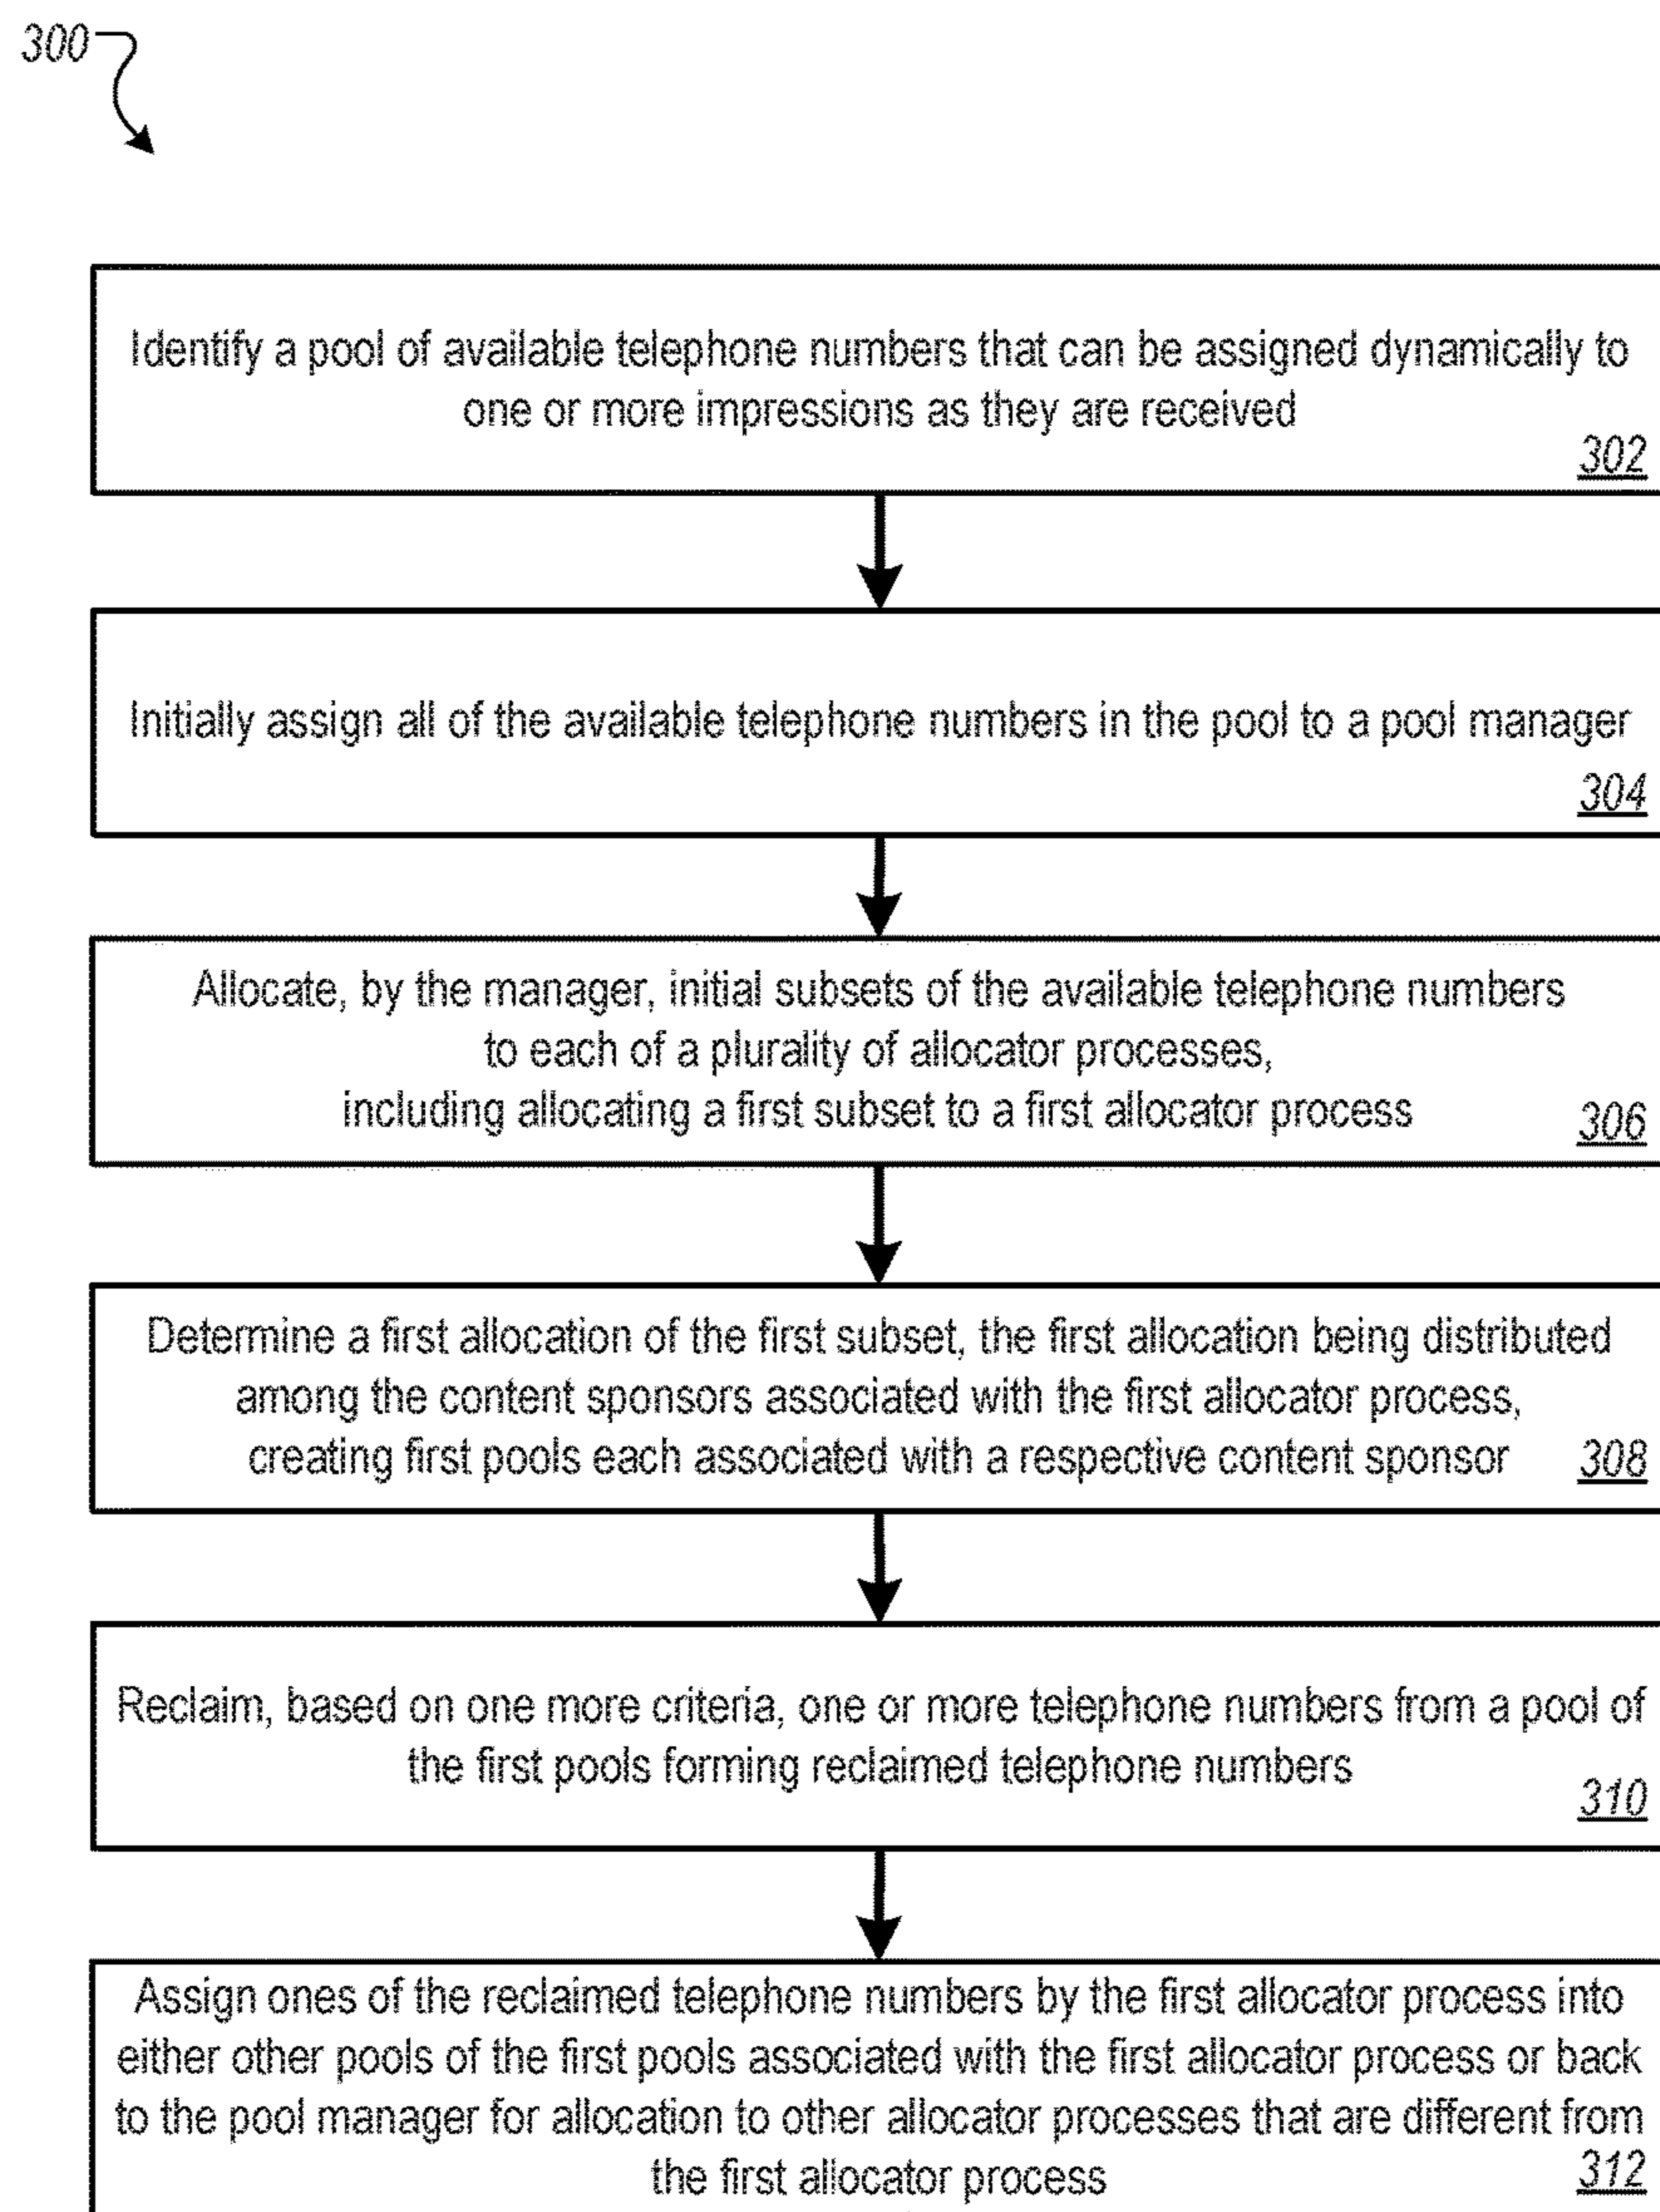 300
Identify a pool of available telephone numbers that can be assigned dynamically to
one or more impressions as they are received
302
Initially assign all of the available telephone numbers in the pool to a pool manager
304
Allocate, by the manager, initial subsets of the available telephone numbers
to each of a plurality of allocator processes,
including allocating a first subset to a first allocator process
306
Determine a first allocation of the first subset, the first allocation being distributed
among the content sponsors associated with the first allocator process,
creating first pools each associated with a respective content sponsor
308
Reclaim, based on one more criteria, one or more telephone numbers from a pool of
the first pools forming reclaimed telephone numbers
310
Assign ones of the reclaimed telephone numbers by the first allocator process into
either other pools of the first pools associated with the first allocator process or back
to the pool manager for allocation to other allocator processes that are different from
the first allocator process
312